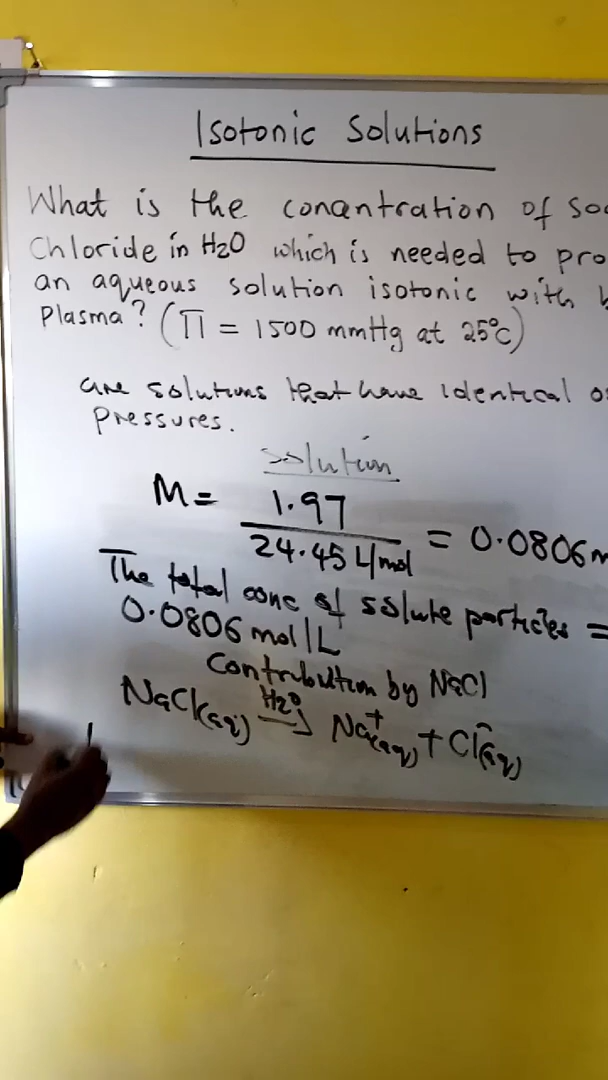 Isotonic Solutions
What is the conantration of So
Chloride in H2O which is needed to pro
an aqueous solution isotonic with
Plasma? (Π = 1500 mmHg at 25°C)
are solutions that have identical o
Pressures.
Solution
M = 1.97 / 24.45 L/mol = 0.0806 m
The total conc of solute particles =
0.0806 mol/L
Contribution by NaCl
NaCl(aq) H2O → Na+(aq) + Cl-(aq)